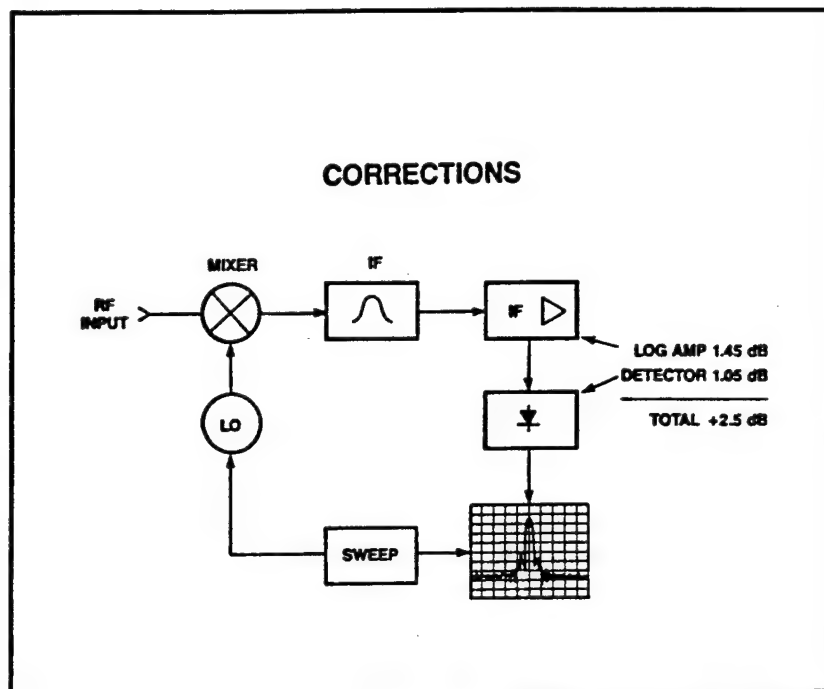 CORRECTIONS
MIXER
IF
RF
INPUT
IF
LOG AMP 1.45 dB
DETECTOR 1.05 dB
TOTAL +2.5 dB
LO
SWEEP